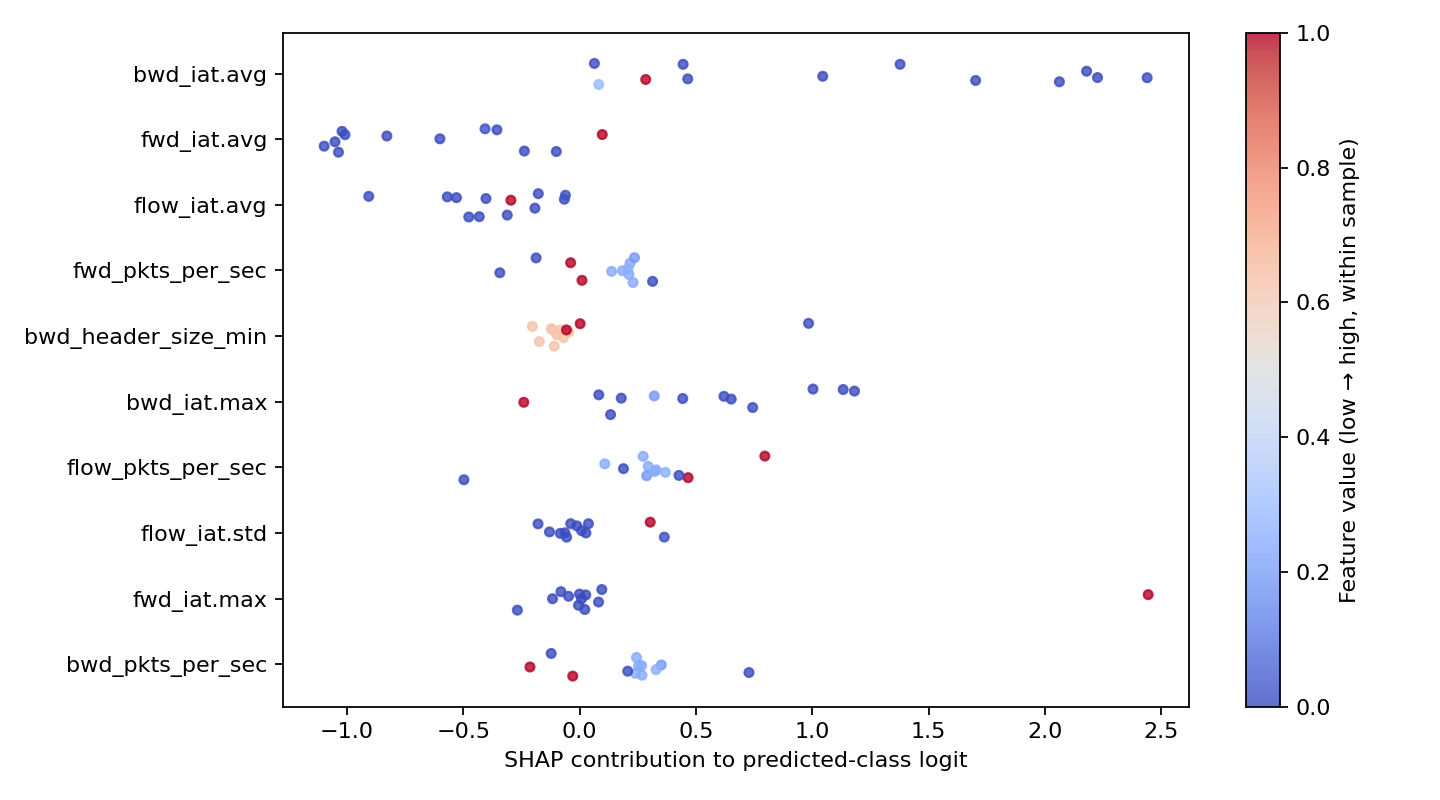 bwd_iat.avg
fwd_iat.avg
flow_iat.avg
fwd_pkts_per_sec
bwd_header_size_min
bwd_iat.max
flow_pkts_per_sec
flow_iat.std
fwd_iat.max
bwd_pkts_per_sec
−1.0 −0.5 0.0 0.5 1.0 1.5 2.0 2.5
SHAP contribution to predicted-class logit
1.0
0.8
0.6
0.4
0.2
0.0
Feature value (low → high, within sample)